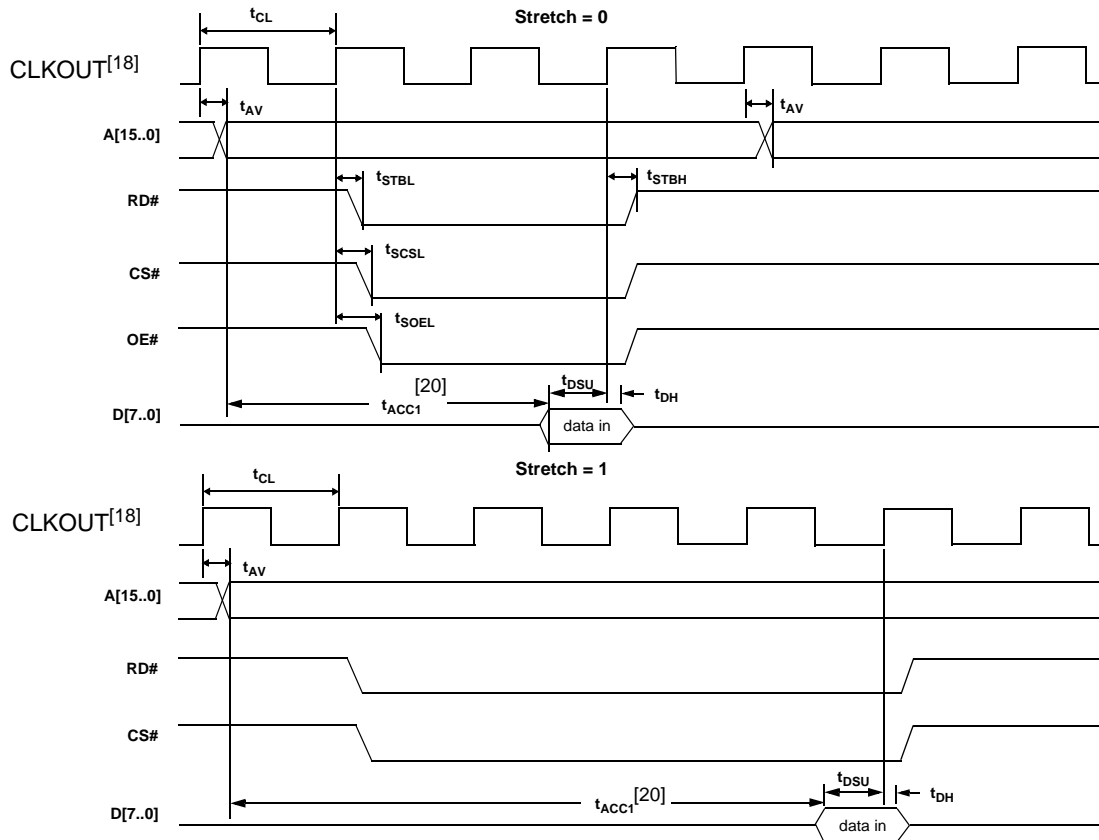 tCL
Stretch = 0
CLKOUT[18]
tAV
tAV
A[15..0]
tSTBL
tSTBH
RD#
tSCSL
CS#
tSOEL
OE#
[20]
tDSU
tACC1
tDH
D[7..0]
data in
Stretch = 1
tCL
CLKOUT[18]
tAV
A[15..0]
RD#
CS#
tDSU
tACC1[20]
tDH
D[7..0]
data in